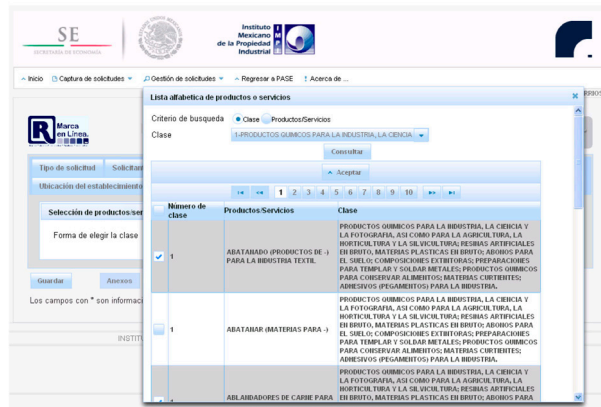 SE
SECRETARÍA DE ECONOMÍA
Instituto
Mexicano
de la Propiedad
Industrial
IMPI
Inicio Captura de solicitudes Gestión de solicitudes Regresar a PASE Acerca de ...
Marca
en Línea.
Tipo de solicitud Solicitan
Ubicación del establecimiento
Selección de productos/ser
Forma de elegir la clase
Guardar Anexos
Los campos con * son informaci
INSTITU
Lista alfabetica de productos o servicios
Criterio de busqueda Clase Productos/Servicios
Clase 1-PRODUCTOS QUIMICOS PARA LA INDUSTRIA, LA CIENCIA
Consultar
Aceptar
1 2 3 4 5 6 7 8 9 10
Número de clase Productos/Servicios Clase
1
ABATANADO (PRODUCTOS DE -)
PARA LA INDUSTRIA TEXTIL
PRODUCTOS QUIMICOS PARA LA INDUSTRIA, LA CIENCIA Y
LA FOTOGRAFIA, ASI COMO PARA LA AGRICULTURA, LA
HORTICULTURA Y LA SILVICULTURA; RESINAS ARTIFICIALES
EN BRUTO, MATERIAS PLASTICAS EN BRUTO; ABONOS PARA
EL SUELO; COMPOSICIONES EXTINTORAS; PREPARACIONES
PARA TEMPLAR Y SOLDAR METALES; PRODUCTOS QUIMICOS
PARA CONSERVAR ALIMENTOS; MATERIAS CURTIENTES;
ADHESIVOS (PEGAMENTOS) PARA LA INDUSTRIA.
1
ABATANAR (MATERIAS PARA -)
PRODUCTOS QUIMICOS PARA LA INDUSTRIA, LA CIENCIA Y
LA FOTOGRAFIA, ASI COMO PARA LA AGRICULTURA, LA
HORTICULTURA Y LA SILVICULTURA; RESINAS ARTIFICIALES
EN BRUTO, MATERIAS PLASTICAS EN BRUTO; ABONOS PARA
EL SUELO; COMPOSICIONES EXTINTORAS; PREPARACIONES
PARA TEMPLAR Y SOLDAR METALES; PRODUCTOS QUIMICOS
PARA CONSERVAR ALIMENTOS; MATERIAS CURTIENTES;
ADHESIVOS (PEGAMENTOS) PARA LA INDUSTRIA.
ABLANDADORES DE CARNE PARA
PRODUCTOS QUIMICOS PARA LA INDUSTRIA, LA CIENCIA Y
LA FOTOGRAFIA, ASI COMO PARA LA AGRICULTURA, LA
HORTICULTURA Y LA SILVICULTURA; RESINAS ARTIFICIALES
EN BRUTO, MATERIAS PLASTICAS EN BRUTO; ABONOS PARA